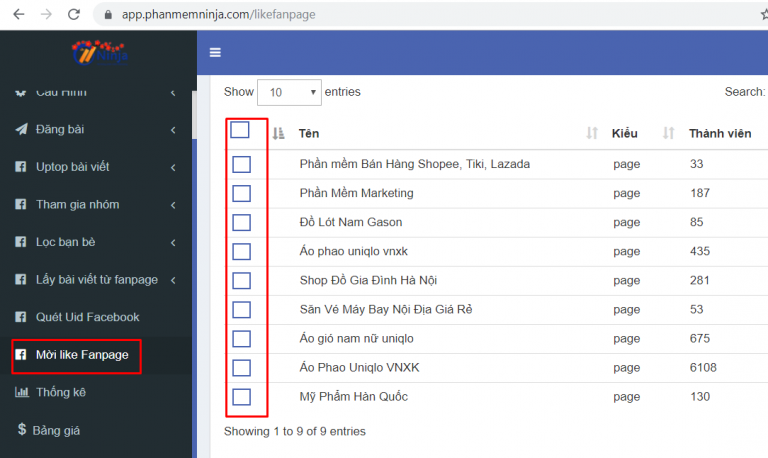 app.phanmemninja.com/likefanpage
Ninja
Cấu Hình
Đăng bài
Uptop bài viết
Tham gia nhóm
Lọc bạn bè
Lấy bài viết từ fanpage
Quét Uid Facebook
Mời like Fanpage
Thống kê
Bảng giá
Show 10 entries Search:
Tên Kiểu Thành viên
Phần mềm Bán Hàng Shopee, Tiki, Lazada page 33
Phần Mềm Marketing page 187
Đồ Lót Nam Gason page 85
Áo phao uniqlo vnxk page 435
Shop Đồ Gia Đình Hà Nội page 281
Săn Vé Máy Bay Nội Địa Giá Rẻ page 53
Áo gió nam nữ uniqlo page 675
Áo Phao Uniqlo VNXK page 6108
Mỹ Phẩm Hàn Quốc page 130
Showing 1 to 9 of 9 entries